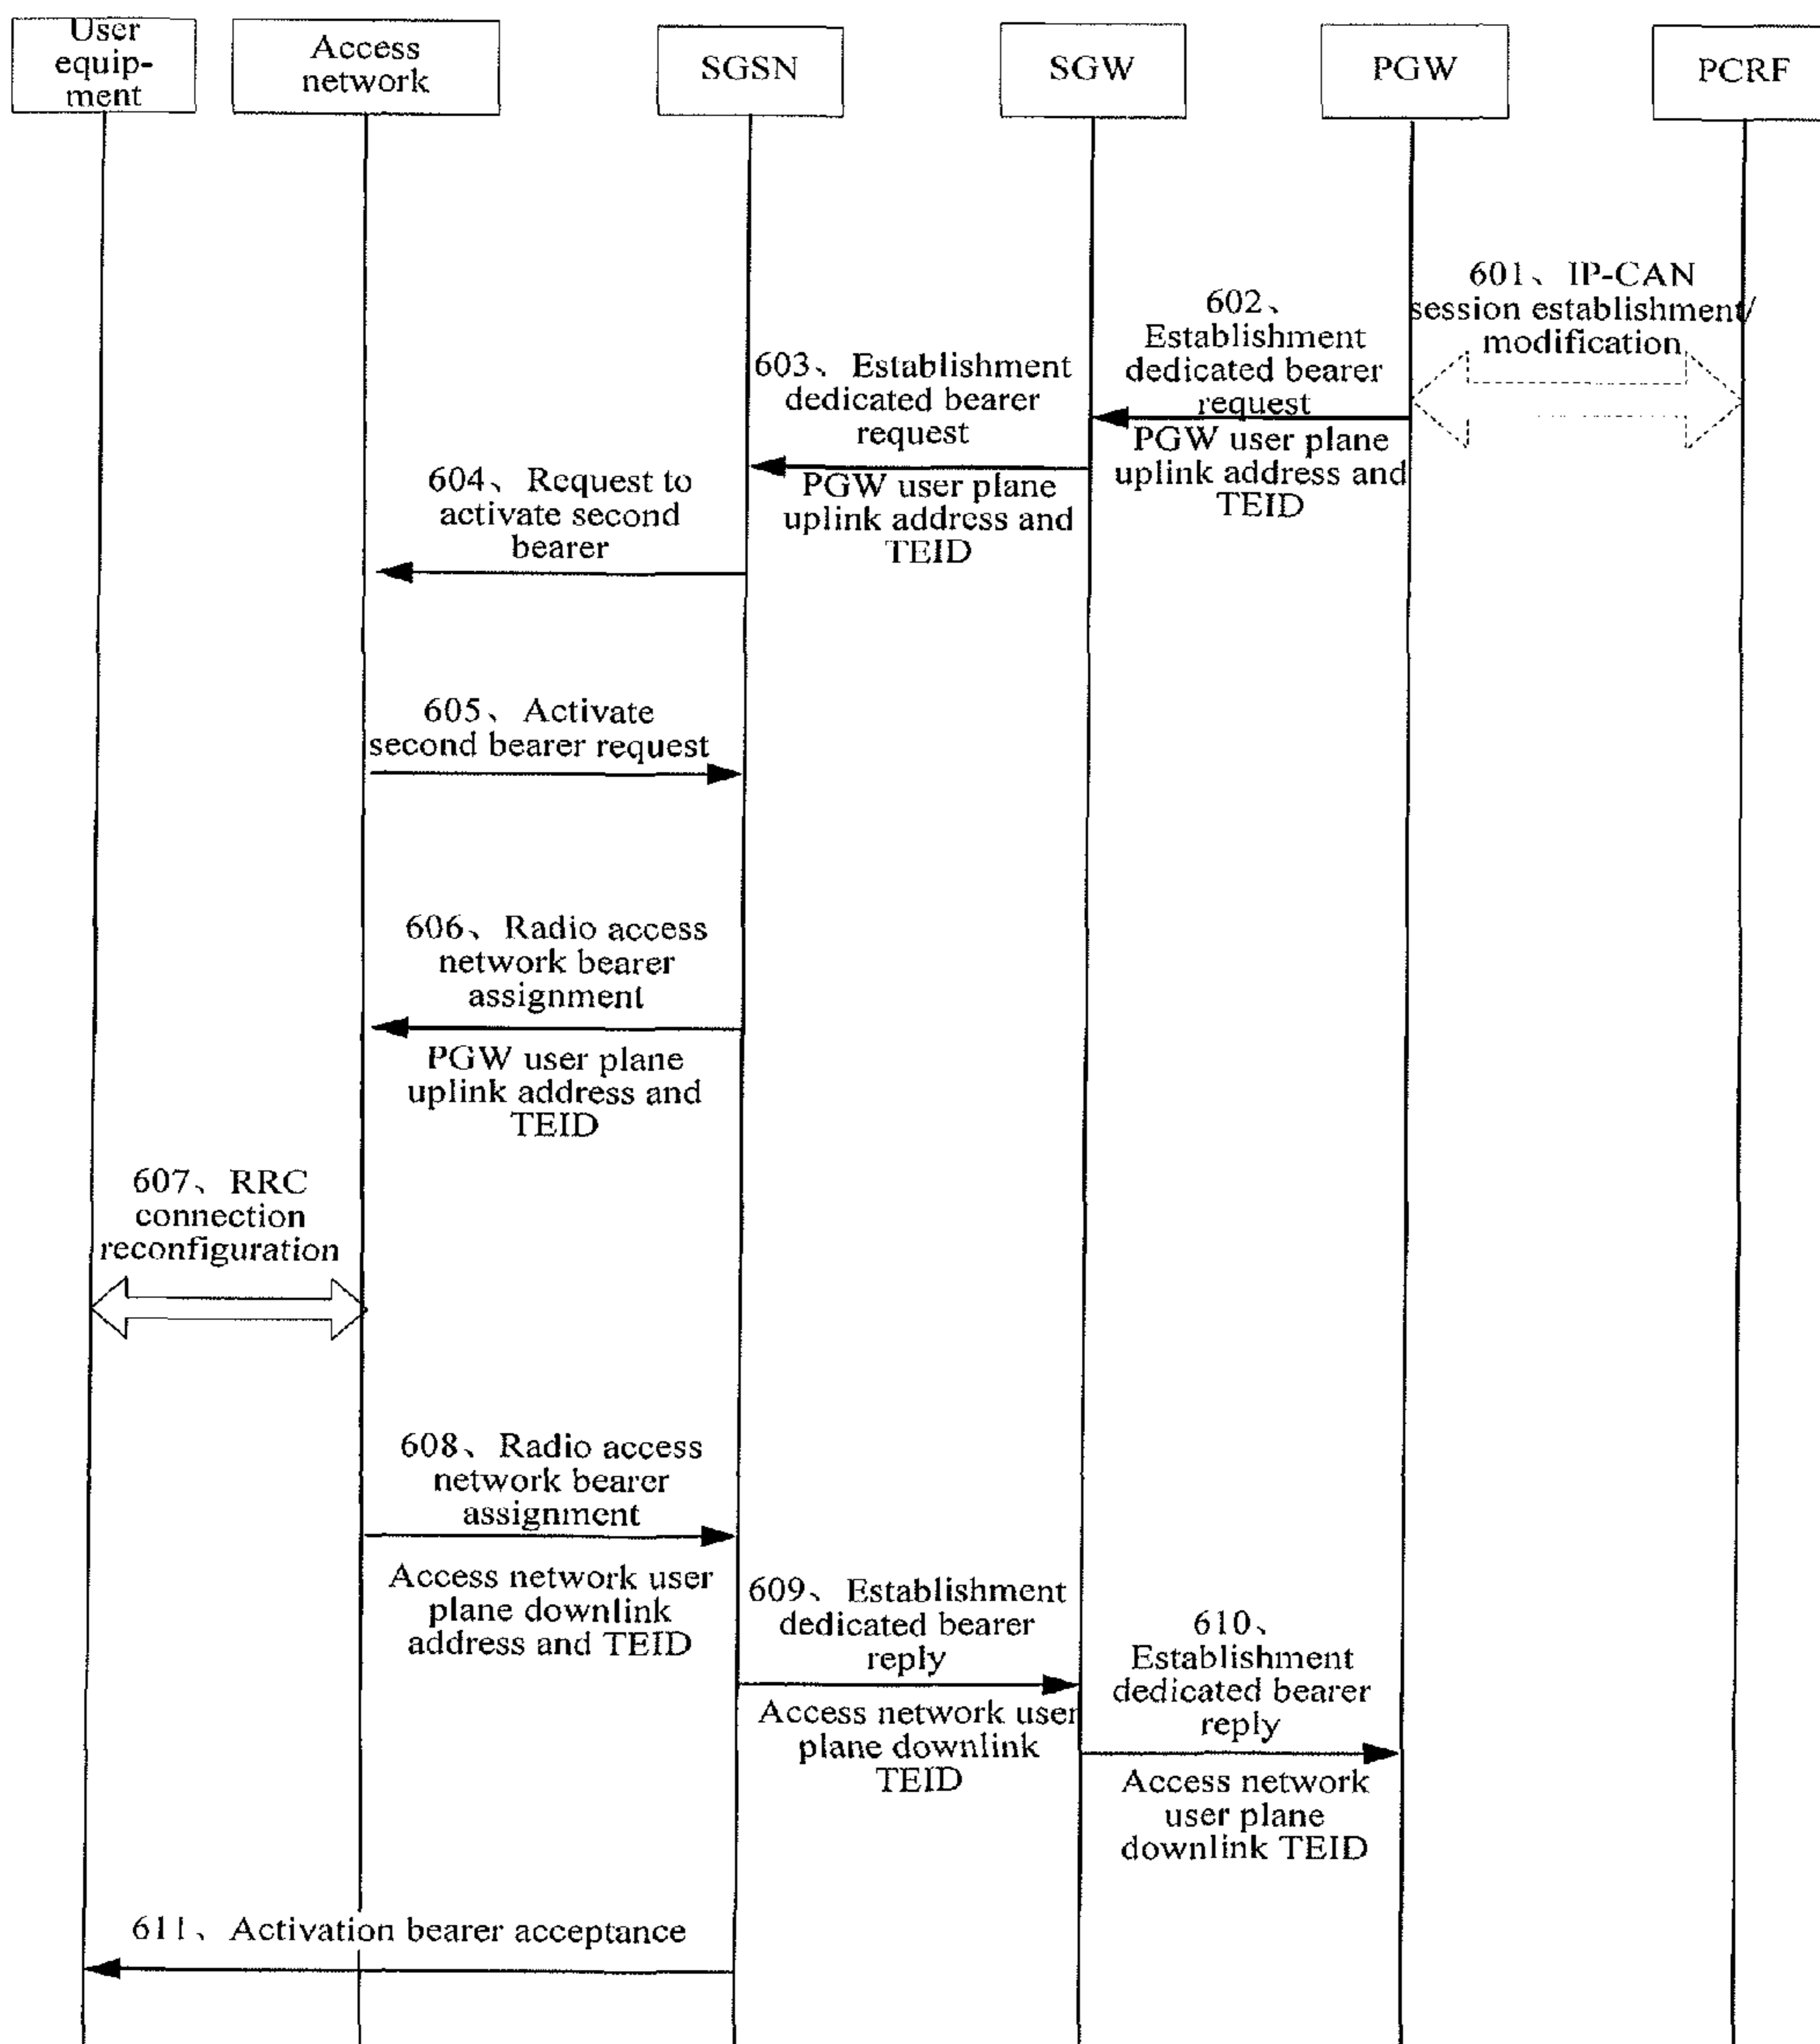 User
equip-
ment
Access
network
SGSN
SGW
PGW
PCRF
601、IP-CAN
session establishment/
modification
602、
Establishment
dedicated bearer
request
PGW user plane
uplink address and
TEID
603、Establishment
dedicated bearer
request
PGW user plane
uplink address and
TEID
604、Request to
activate second
bearer
605、Activate
second bearer request
606、Radio access
network bearer
assignment
PGW user plane
uplink address and
TEID
607、RRC
connection
reconfiguration
608、Radio access
network bearer
assignment
Access network user
plane downlink
address and TEID
609、Establishment
dedicated bearer
reply
Access network user
plane downlink
TEID
610、
Establishment
dedicated bearer
reply
Access network
user plane
downlink TEID
611、Activation bearer acceptance